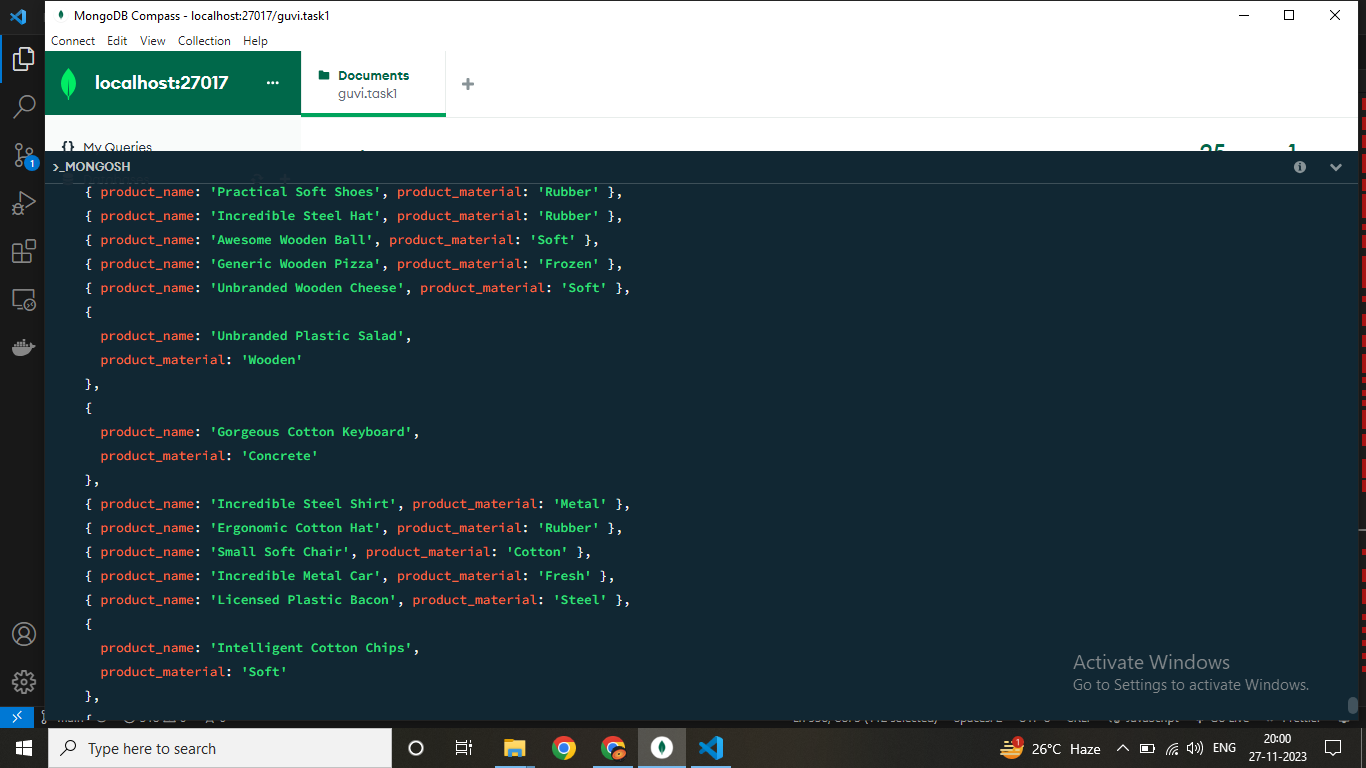 MongoDB Compass - localhost:27017/guvi.task1
Connect Edit View Collection Help
localhost:27017 ...
Documents
guvi.task1
{} My Queries
25 1
>_MONGOSH
{ product_name: 'Practical Soft Shoes', product_material: 'Rubber' },
{ product_name: 'Incredible Steel Hat', product_material: 'Rubber' },
{ product_name: 'Awesome Wooden Ball', product_material: 'Soft' },
{ product_name: 'Generic Wooden Pizza', product_material: 'Frozen' },
{ product_name: 'Unbranded Wooden Cheese', product_material: 'Soft' },
{
product_name: 'Unbranded Plastic Salad',
product_material: 'Wooden'
},
{
product_name: 'Gorgeous Cotton Keyboard',
product_material: 'Concrete'
},
{ product_name: 'Incredible Steel Shirt', product_material: 'Metal' },
{ product_name: 'Ergonomic Cotton Hat', product_material: 'Rubber' },
{ product_name: 'Small Soft Chair', product_material: 'Cotton' },
{ product_name: 'Incredible Metal Car', product_material: 'Fresh' },
{ product_name: 'Licensed Plastic Bacon', product_material: 'Steel' },
{
product_name: 'Intelligent Cotton Chips',
product_material: 'Soft'
},
{
Activate Windows
Go to Settings to activate Windows.
1
Type here to search
1
26°C Haze
ENG
20:00
27-11-2023